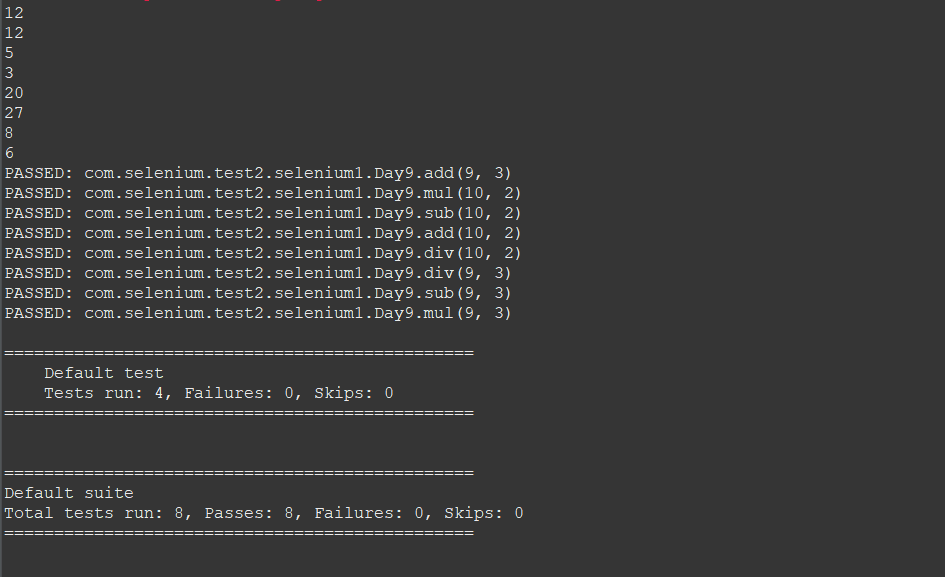 12
12
5
3
20
27
8
6
PASSED: com.selenium.test2.selenium1.Day9.add(9, 3)
PASSED: com.selenium.test2.selenium1.Day9.mul(10, 2)
PASSED: com.selenium.test2.selenium1.Day9.sub(10, 2)
PASSED: com.selenium.test2.selenium1.Day9.add(10, 2)
PASSED: com.selenium.test2.selenium1.Day9.div(10, 2)
PASSED: com.selenium.test2.selenium1.Day9.div(9, 3)
PASSED: com.selenium.test2.selenium1.Day9.sub(9, 3)
PASSED: com.selenium.test2.selenium1.Day9.mul(9, 3)
===============================================
Default test
Tests run: 4, Failures: 0, Skips: 0
===============================================
===============================================
Default suite
Total tests run: 8, Passes: 8, Failures: 0, Skips: 0
===============================================